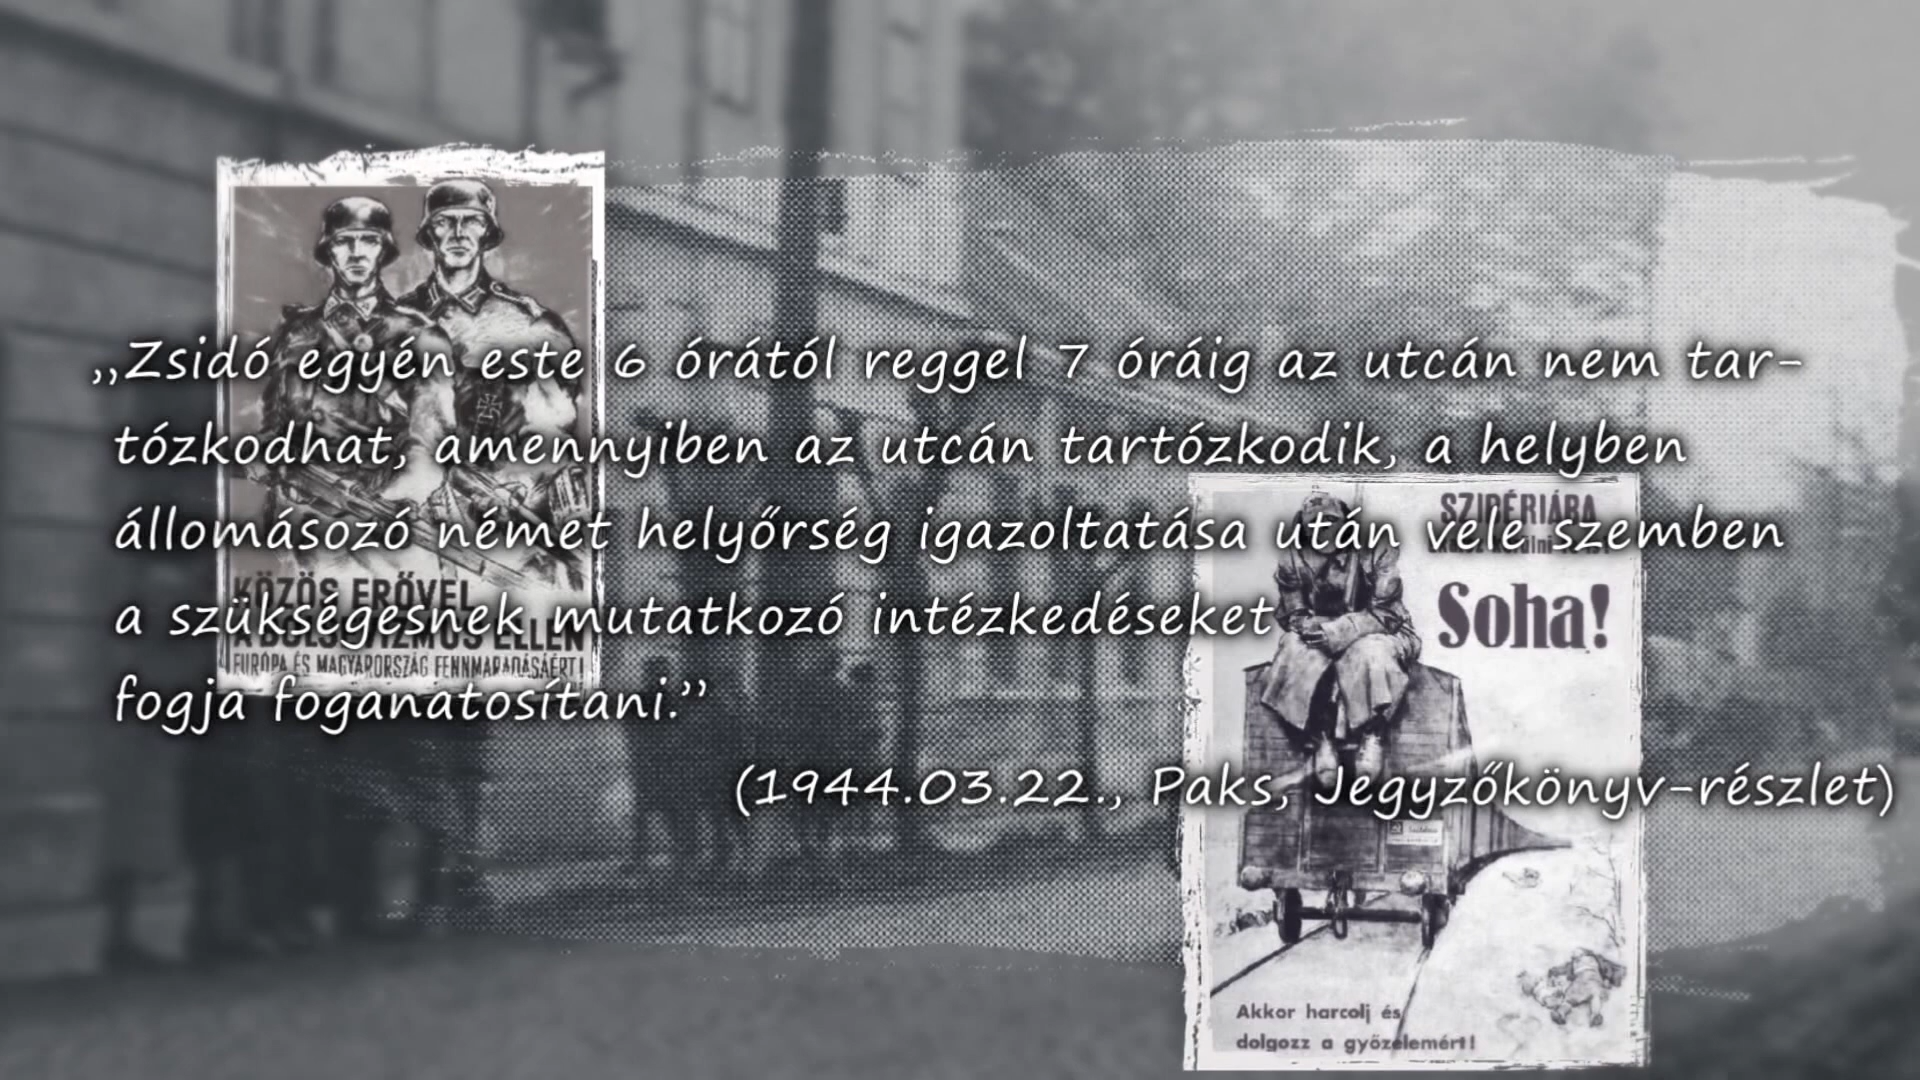 „Zsidó egyén este 6 órától reggel 7 óráig az utcán nem tar-
tózkodhat, amennyiben az utcán tartózkodik, a helyben
állomásozó német helyőrség igazoltatása után vele szemben
a szükségesnek mutatkozó intézkedéseket
fogja foganatosítani.”
(1944.03.22., Paks, Jegyzőkönyv-részlet)
KÖZÖS ERŐVEL
A BOLSEVIZMUS ELLEN
EURÓPA ÉS MAGYARORSZÁG FENNMARADÁSÁÉRT!
SZIBÉRIÁBA
Soha!
Akkor harcolj és
dolgozz a győzelemért!